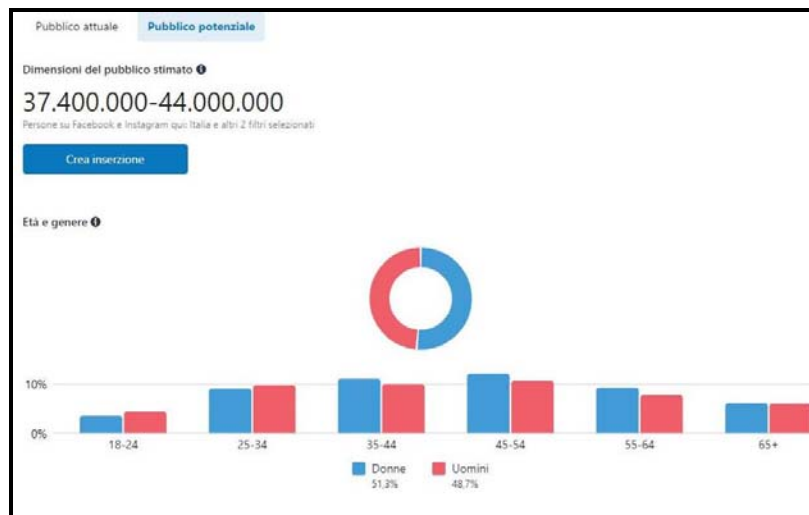 Pubblico attuale Pubblico potenziale
Dimensioni del pubblico stimato
37.400.000-44.000.000
Persone su Facebook e Instagram qui: Italia e altri 2 filtri selezionati
Crea inserzione
Età e genere
10%
0%
18-24 25-34 35-44 45-54 55-64 65+
Donne Uomini
51,3% 48,7%